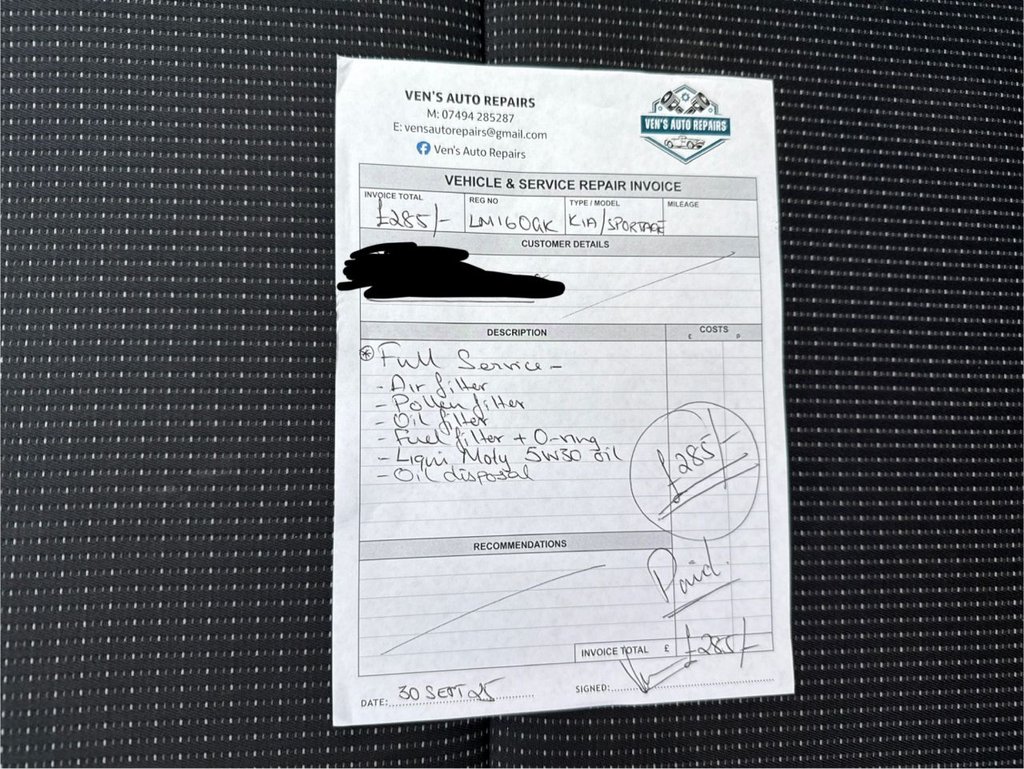 VEN'S AUTO REPAIRS
M: 07494 285287
E: vensautorepairs@gmail.com
Ven's Auto Repairs
VEN'S AUTO REPAIRS
VEHICLE & SERVICE REPAIR INVOICE
INVOICE TOTAL REG NO TYPE / MODEL MILEAGE
£285/- LM16OGK KIA/SPORTAGE
CUSTOMER DETAILS
DESCRIPTION COSTS
£ P
* Full Service -
- Air filter
- Pollen filter
- Oil filter
- Fuel filter + O-ring
- Liqui Moly 5W30 oil
- Oil disposal
£285/-
RECOMMENDATIONS
Paid.
INVOICE TOTAL £ £285/-
DATE: 30 SEPT 25 SIGNED: